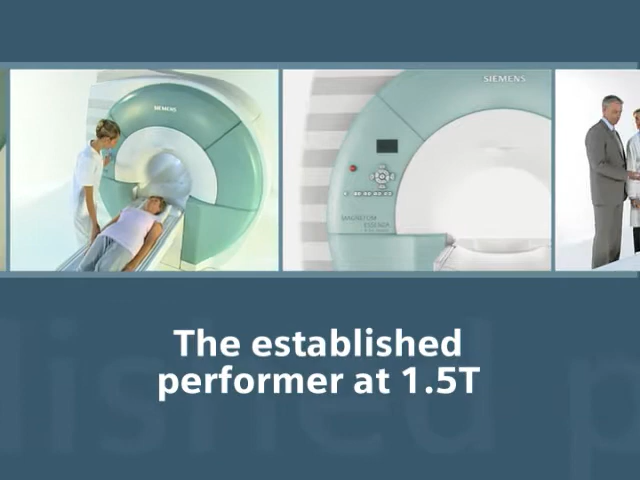 SIEMENS
SIEMENS
MAGNETOM
ESSENZA
The established
performer at 1.5T